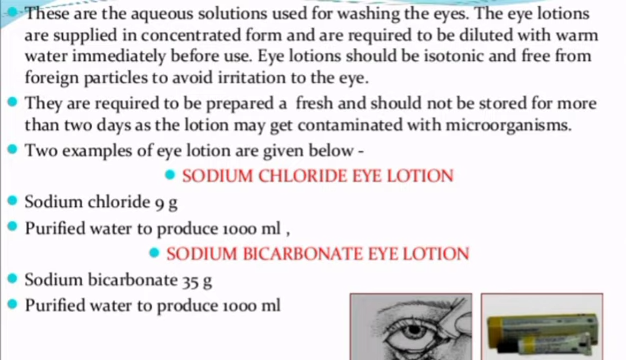 These are the aqueous solutions used for washing the eyes. The eye lotions
are supplied in concentrated form and are required to be diluted with warm
water immediately before use. Eye lotions should be isotonic and free from
foreign particles to avoid irritation to the eye.
They are required to be prepared a fresh and should not be stored for more
than two days as the lotion may get contaminated with microorganisms.
Two examples of eye lotion are given below -
SODIUM CHLORIDE EYE LOTION
Sodium chloride 9 g
Purified water to produce 1000 ml ,
SODIUM BICARBONATE EYE LOTION
Sodium bicarbonate 35 g
Purified water to produce 1000 ml